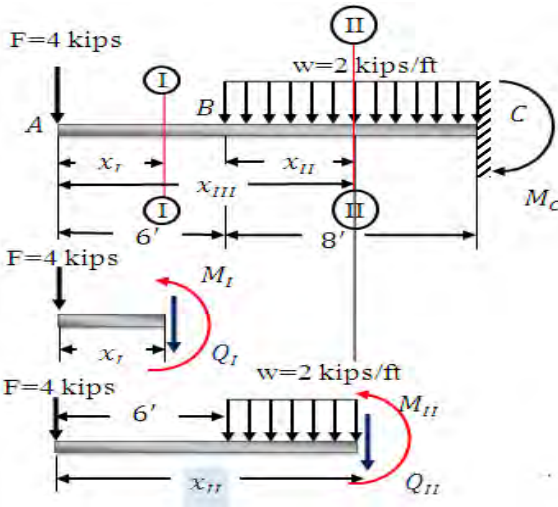 II
F=4 kips
w=2 kips/ft
I
A
B
C
x_I
x_II
I
x_III
II
M_C
6′
8′
F=4 kips
M_I
x_I
Q_I
F=4 kips
w=2 kips/ft
6′
M_II
x_II
Q_II